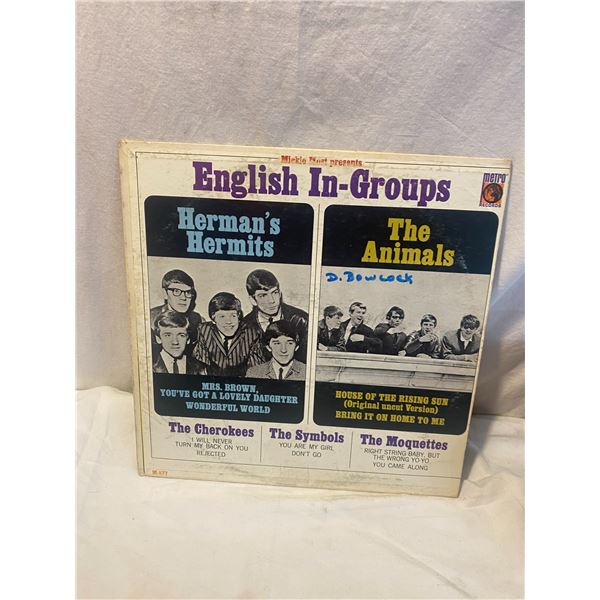 Mickie Most presents
English In-Groups
metro
RECORDS
Herman's
Hermits
The
Animals
D. Bowcock
MRS. BROWN,
YOU'VE GOT A LOVELY DAUGHTER
WONDERFUL WORLD
HOUSE OF THE RISING SUN
(Original uncut Version)
BRING IT ON HOME TO ME
The Cherokees
I WILL NEVER
TURN MY BACK ON YOU
REJECTED
The Symbols
YOU ARE MY GIRL
DON'T GO
The Moquettes
RIGHT STRING BABY, BUT
THE WRONG YO-YO
YOU CAME ALONG